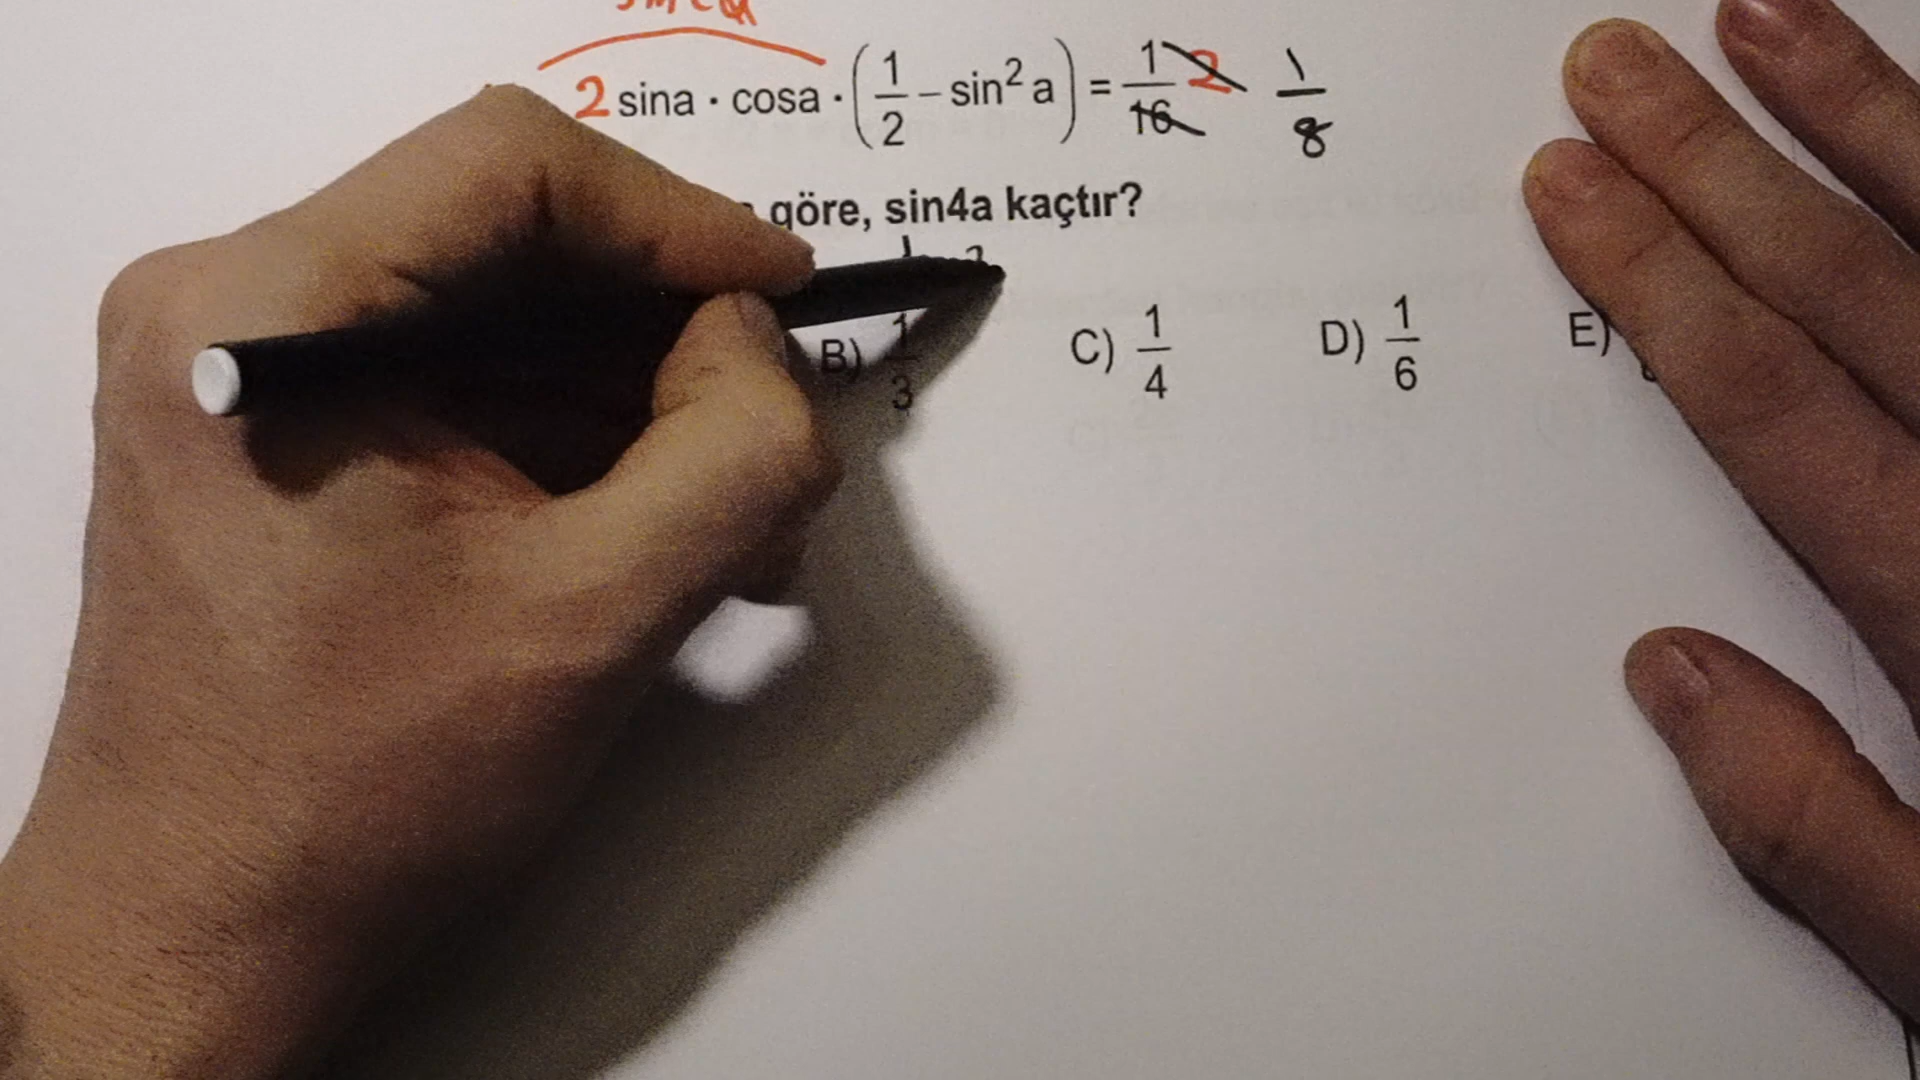 2 sina · cosa · (1/2 − sin² a) = 1/16 2 1/8
göre, sin4a kaçtır?
B) 1/3 C) 1/4 D) 1/6 E)